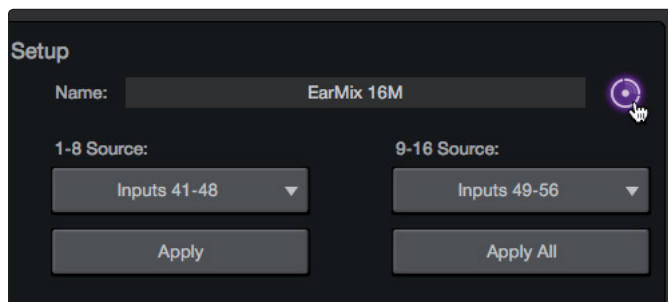 Setup
Name: EarMix 16M
1-8 Source: 9-16 Source:
Inputs 41-48 Inputs 49-56
Apply Apply All